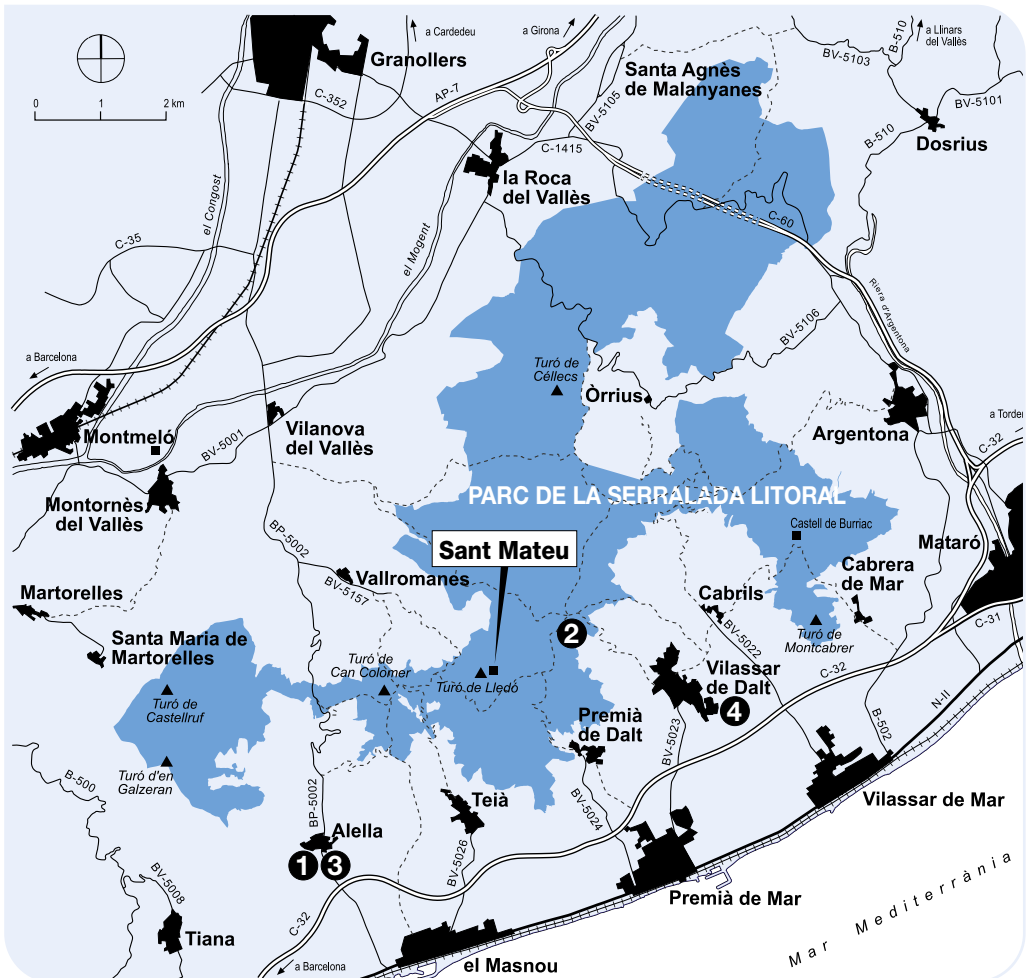 a Cardedeu
a Girona
a Llinars
del Vallès
Granollers
BV-5103
B-510
Santa Agnès
de Malanyanes
0 1 2 km
C-352
AP-7
BV-5105
BV-5101
B-510
Dosrius
C-1415
la Roca
del Vallès
el Congost
C-60
C-35
el Mogent
Riera d'Argentona
BV-5106
a Barcelona
Turó de
Céllecs
Òrrius
Argentona
a Torder
C-32
Montmeló
Vilanova
del Vallès
BV-5001
Montornès
del Vallès
PARC DE LA SERRALADA LITORAL
Castell de Burriac
BP-5002
Sant Mateu
Mataró
Vallromanes
BV-5157
Cabrera
de Mar
Cabrils
Martorelles
BV-5022
C-31
2
Turó de
Montcabrer
Santa Maria de
Martorelles
Turó de
Can Colomer
Turó de Lledó
Vilassar
de Dalt
C-32
Turó de
Castellruf
4
N-II
Premià
de Dalt
BV-5023
B-502
Turó d'en
Galzeran
B-500
BP-5002
Teià
BV-5024
Vilassar de Mar
Alella
1
3
BV-5026
BV-5008
Premià de Mar
C-32
Tiana
Mar Mediterrània
a Barcelona
el Masnou